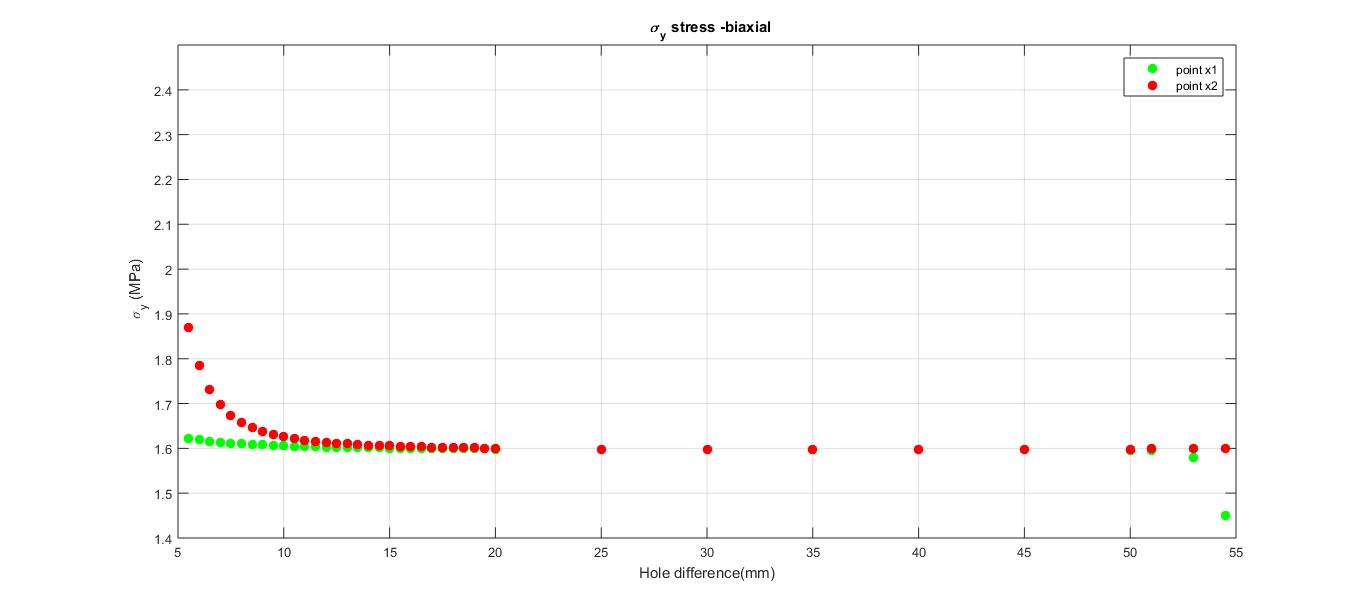 σy stress -biaxial
point x1
point x2
2.4
2.3
2.2
2.1
2
1.9
1.8
1.7
1.6
1.5
1.4
σy (MPa)
5 10 15 20 25 30 35 40 45 50 55
Hole difference(mm)